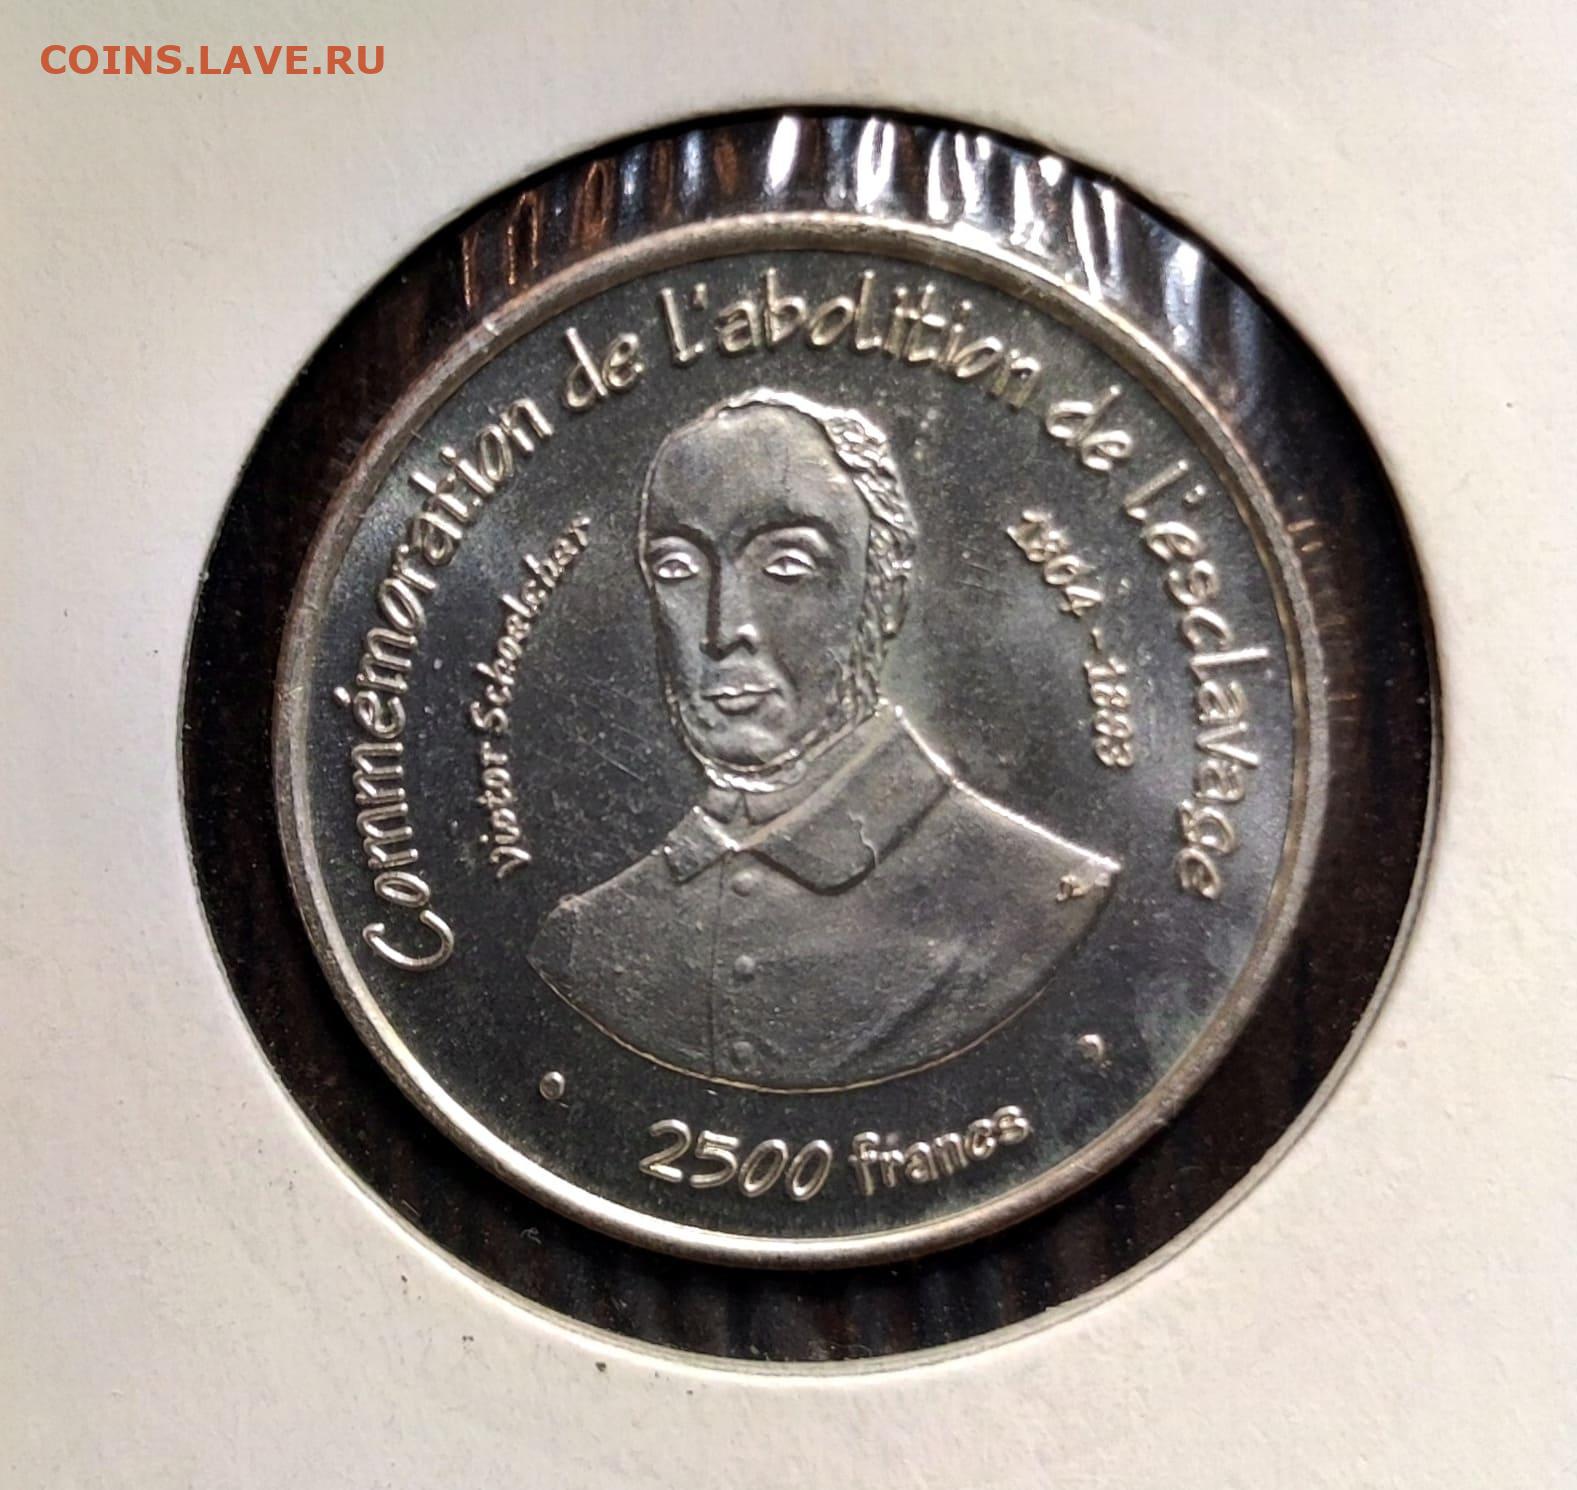 COINS.LAVE.RU
Commémoration de l'abolition de l'esclavage
Victor Schoelcher
1804-1893
2500 francs